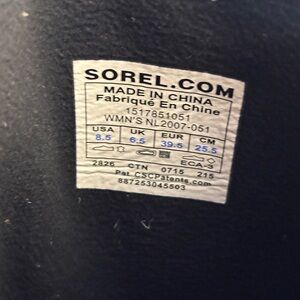 SOREL.COM
MADE IN CHINA
Fabriqué En Chine
1517851051
WMN'S NL2007-051
USA UK EUR CM
8.5 6.5 39.5 25.5
ECA
2826 CTN 0715 215
Pat. CSCPatents.com
887253045503